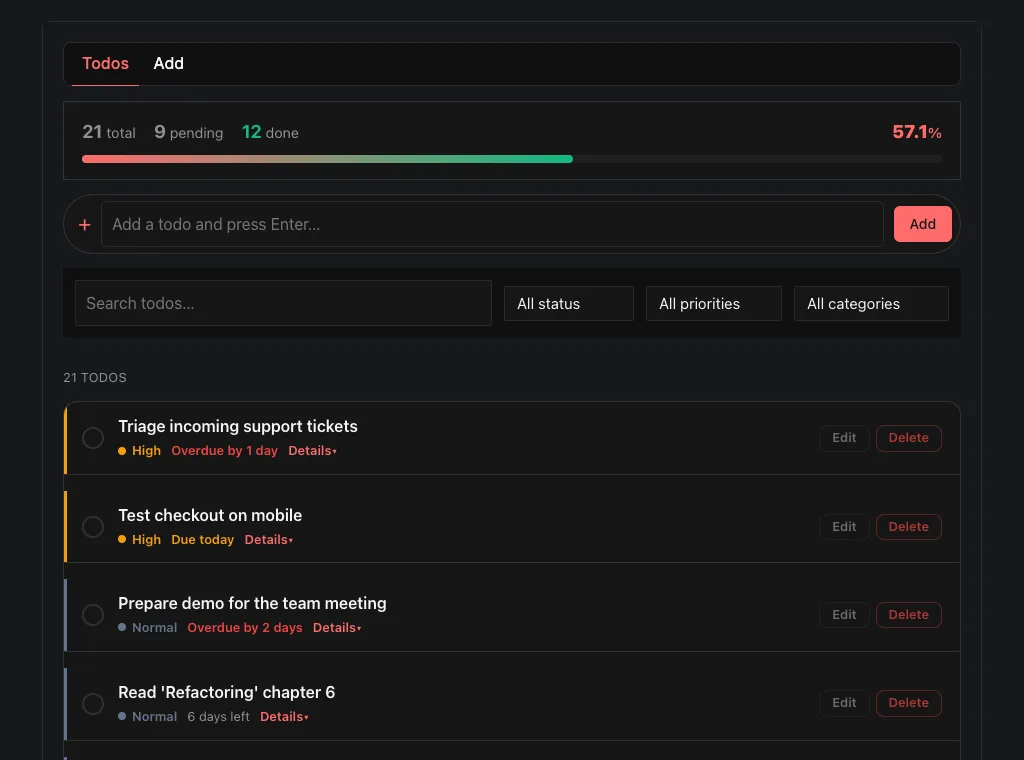 Todos Add
21 total 9 pending 12 done 57.1%
+ Add a todo and press Enter... Add
Search todos... All status All priorities All categories
21 TODOS
Triage incoming support tickets
High Overdue by 1 day Details▾ Edit Delete
Test checkout on mobile
High Due today Details▾ Edit Delete
Prepare demo for the team meeting
Normal Overdue by 2 days Details▾ Edit Delete
Read 'Refactoring' chapter 6
Normal 6 days left Details▾ Edit Delete